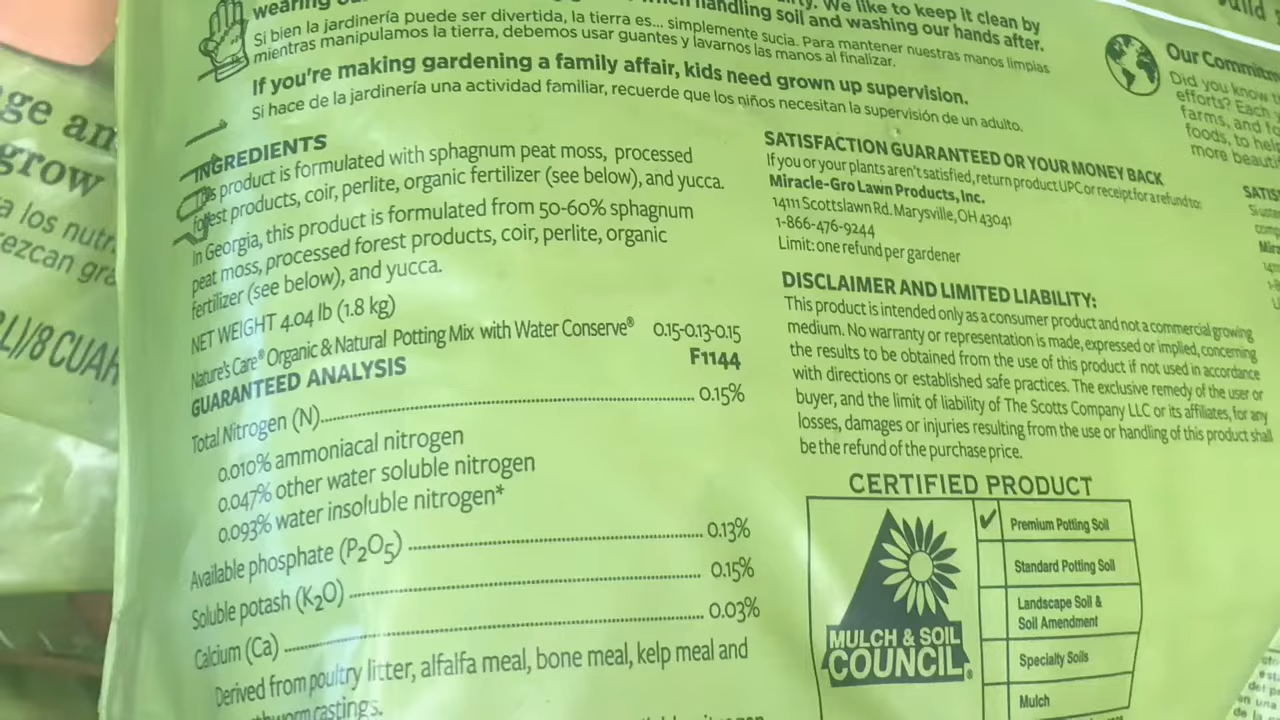 ge an
grow
a los nutr
ezcan gra
L)/8 CUAR
wearing
We like to keep it clean by
handling soil and washing our hands after.
Si bien la jardinería puede ser divertida, la tierra es... simplemente sucia. Para mantener nuestras manos limpias
mientras manipulamos la tierra, debemos usar guantes y lavarnos las manos al finalizar.
If you're making gardening a family affair, kids need grown up supervision.
Si hace de la jardinería una actividad familiar, recuerde que los niños necesitan la supervisión de un adulto.
INGREDIENTS
This product is formulated with sphagnum peat moss, processed
forest products, coir, perlite, organic fertilizer (see below), and yucca.
In Georgia, this product is formulated from 50-60% sphagnum
peat moss, processed forest products, coir, perlite, organic
fertilizer (see below), and yucca.
NET WEIGHT 4.04 lb (1.8 kg)
Nature's Care® Organic & Natural Potting Mix with Water Conserve® 0.15-0.13-0.15
GUARANTEED ANALYSIS F1144
Total Nitrogen (N)........ 0.15%
0.010% ammoniacal nitrogen
0.047% other water soluble nitrogen
0.093% water insoluble nitrogen*
Available phosphate (P2O5)........ 0.13%
Soluble potash (K2O)........ 0.15%
Calcium (Ca)........ 0.03%
Derived from poultry litter, alfalfa meal, bone meal, kelp meal and
castings.
SATISFACTION GUARANTEED OR YOUR MONEY BACK
If you or your plants aren't satisfied, return product UPC or receipt for a refund to:
Miracle-Gro Lawn Products, Inc.
14111 Scottslawn Rd. Marysville, OH 43041
1-866-476-9244
Limit: one refund per gardener
DISCLAIMER AND LIMITED LIABILITY:
This product is intended only as a consumer product and not a commercial growing
medium. No warranty or representation is made, expressed or implied, concerning
the results to be obtained from the use of this product if not used in accordance
with directions or established safe practices. The exclusive remedy of the user or
buyer, and the limit of liability of The Scotts Company LLC or its affiliates, for any
losses, damages or injuries resulting from the use or handling of this product shall
be the refund of the purchase price.
CERTIFIED PRODUCT
MULCH & SOIL
COUNCIL®
✓ Premium Potting Soil
Standard Potting Soil
Landscape Soil &
Soil Amendment
Specialty Soils
Mulch
Our Commitm
Did you know t
efforts? Each
farms, and fo
foods, to help
more beauti
SATIS